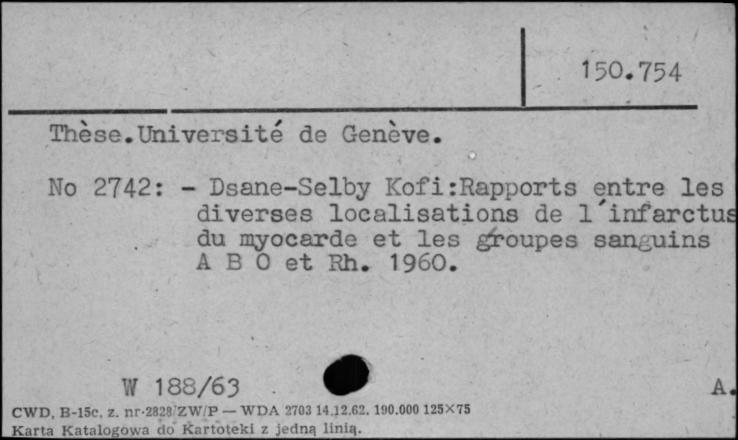 150.754
Thèse.Université de Genève.
No 2742: - Dsane-Selby Kofi:Rapports entre les
diverses localisations de l'infarctus
du myocarde et les groupes sanguins
A B O et Rh. 1960.
W 188/63
A.
CWD, B-15c, z. nr-2828/ZW/P — WDA 2703 14.12.62. 190.000 125×75
Karta Katalogowa do Kartoteki z jedną linią.